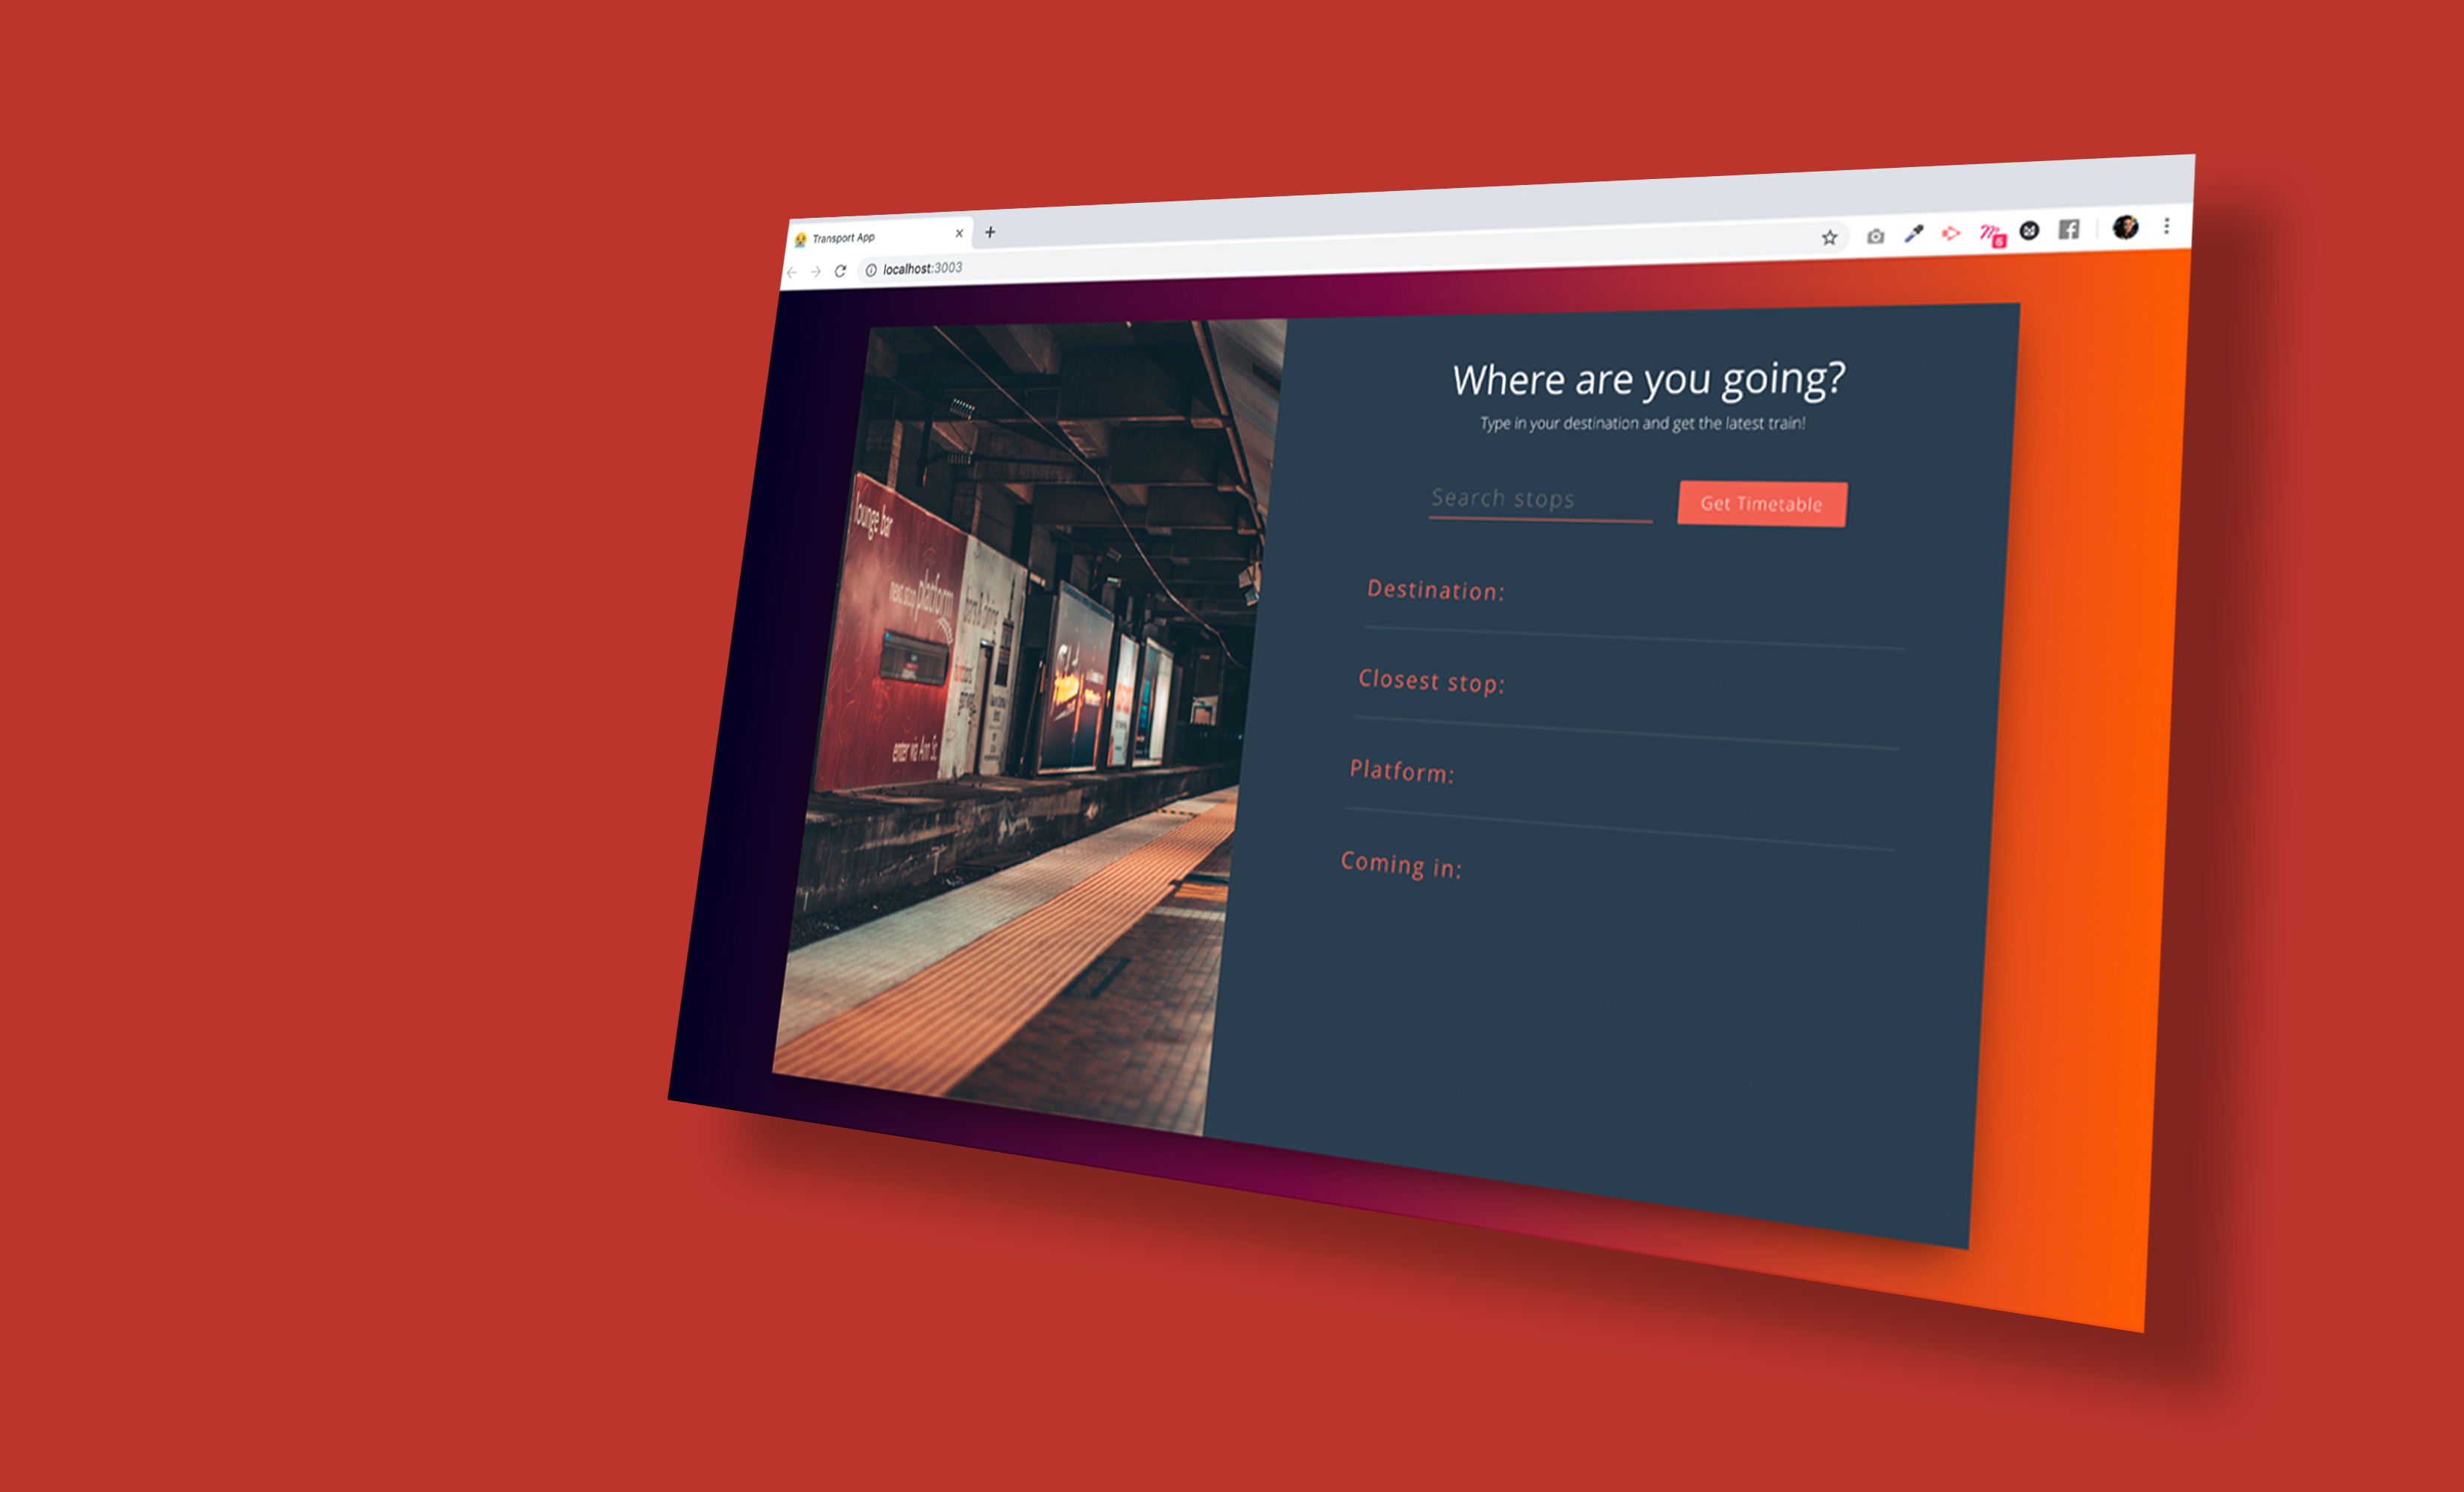 Transport App
localhost:3003
6
lounge bar
next stop platform
enter via Ann St.
Where are you going?
Type in your destination and get the latest train!
Search stops
Get Timetable
Destination:
Closest stop:
Platform:
Coming in: